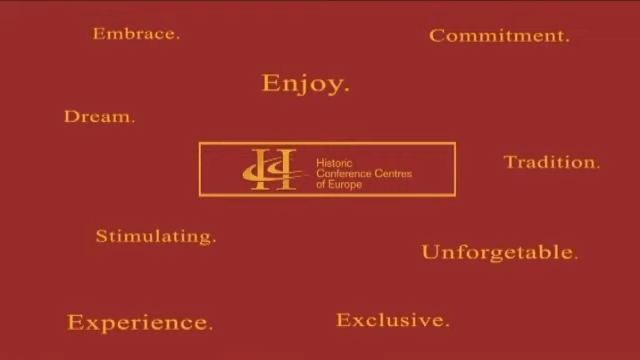 Embrace.
Commitment.
Enjoy.
Dream.
Historic
Conference Centres
of Europe
Tradition.
Stimulating.
Unforgetable.
Experience.
Exclusive.